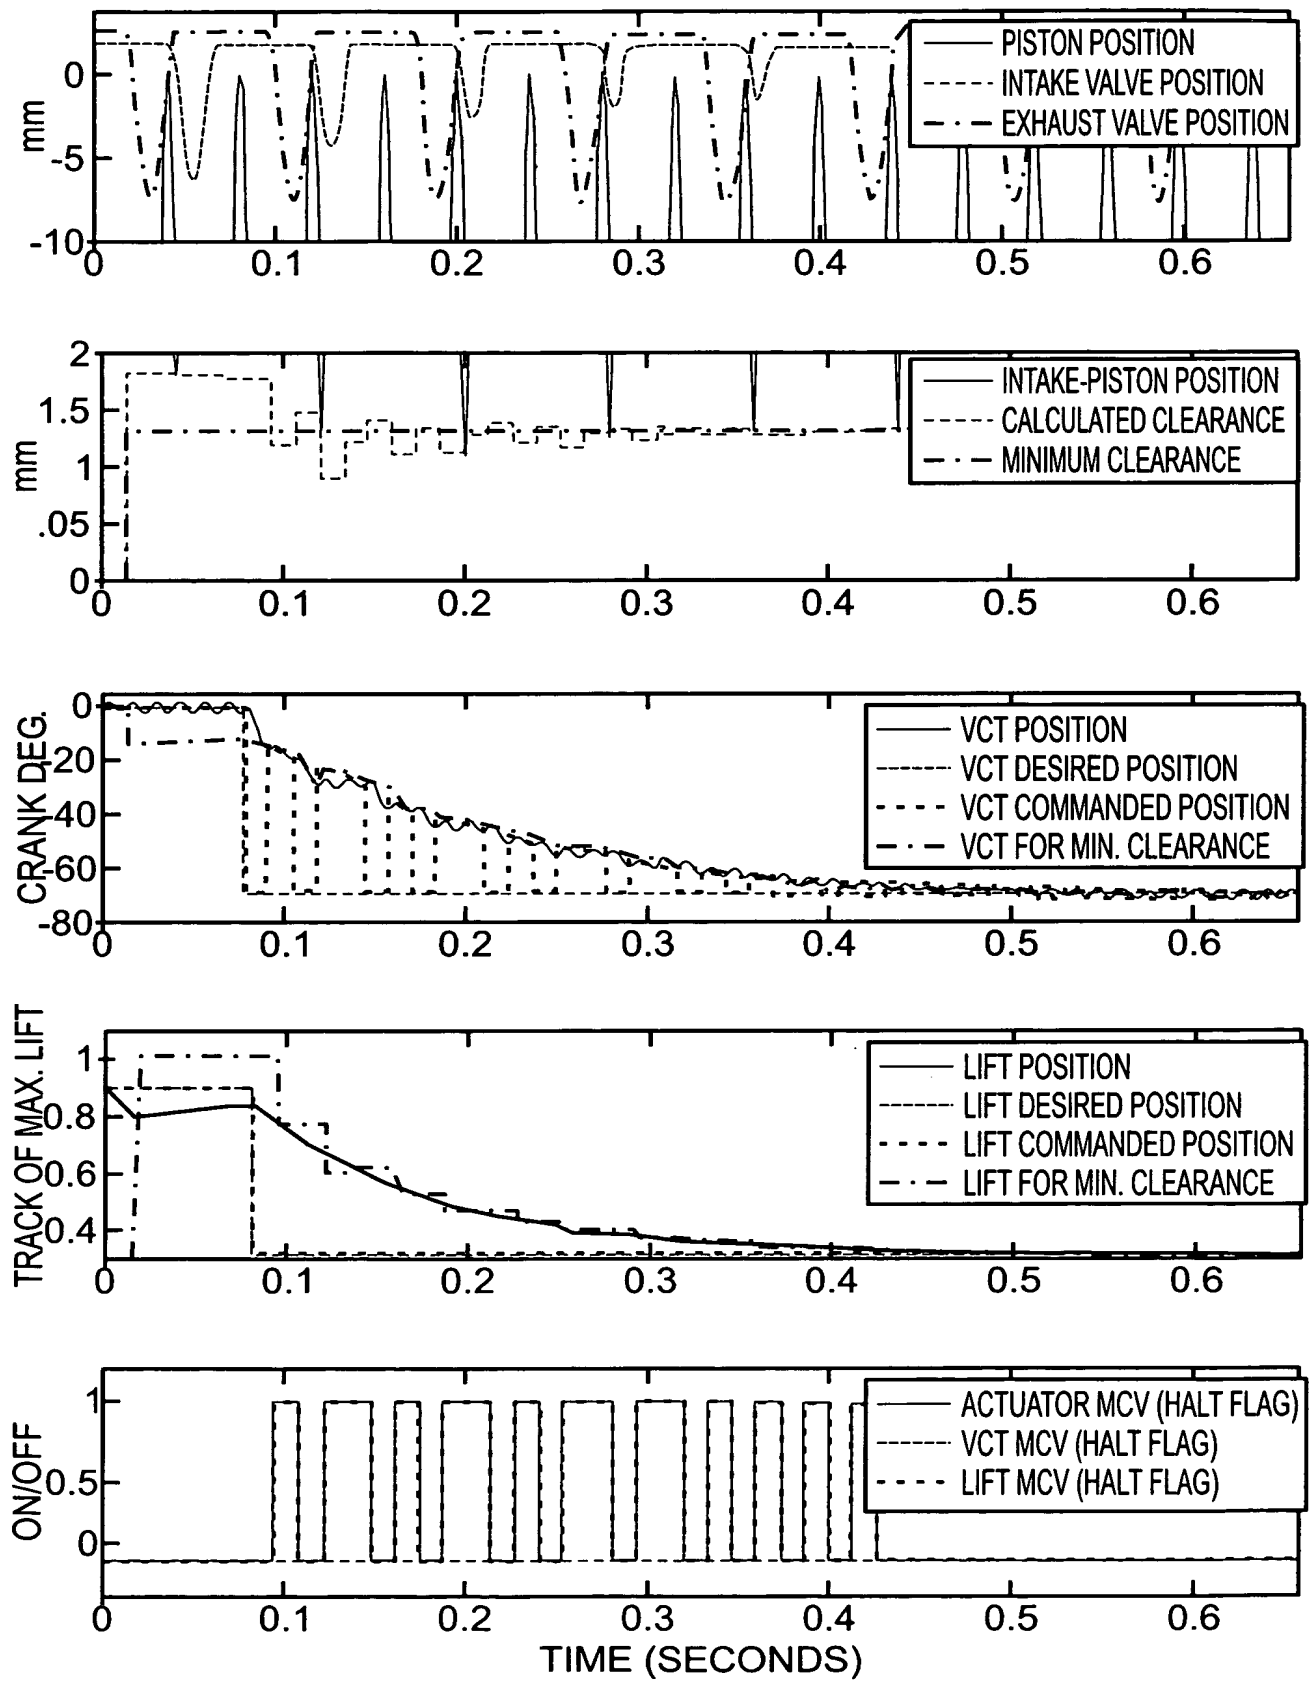 0
-5
-10
mm
PISTON POSITION
INTAKE VALVE POSITION
EXHAUST VALVE POSITION
0 0.1 0.2 0.3 0.4 0.5 0.6
2
1.5
1
.05
0
mm
INTAKE-PISTON POSITION
CALCULATED CLEARANCE
MINIMUM CLEARANCE
0 0.1 0.2 0.3 0.4 0.5 0.6
0
-20
-40
-60
-80
CRANK DEG.
VCT POSITION
VCT DESIRED POSITION
VCT COMMANDED POSITION
VCT FOR MIN. CLEARANCE
0 0.1 0.2 0.3 0.4 0.5 0.6
1
0.8
0.6
0.4
TRACK OF MAX. LIFT
LIFT POSITION
LIFT DESIRED POSITION
LIFT COMMANDED POSITION
LIFT FOR MIN. CLEARANCE
0 0.1 0.2 0.3 0.4 0.5 0.6
1
0.5
0
ON/OFF
ACTUATOR MCV (HALT FLAG)
VCT MCV (HALT FLAG)
LIFT MCV (HALT FLAG)
0 0.1 0.2 0.3 0.4 0.5 0.6
TIME (SECONDS)